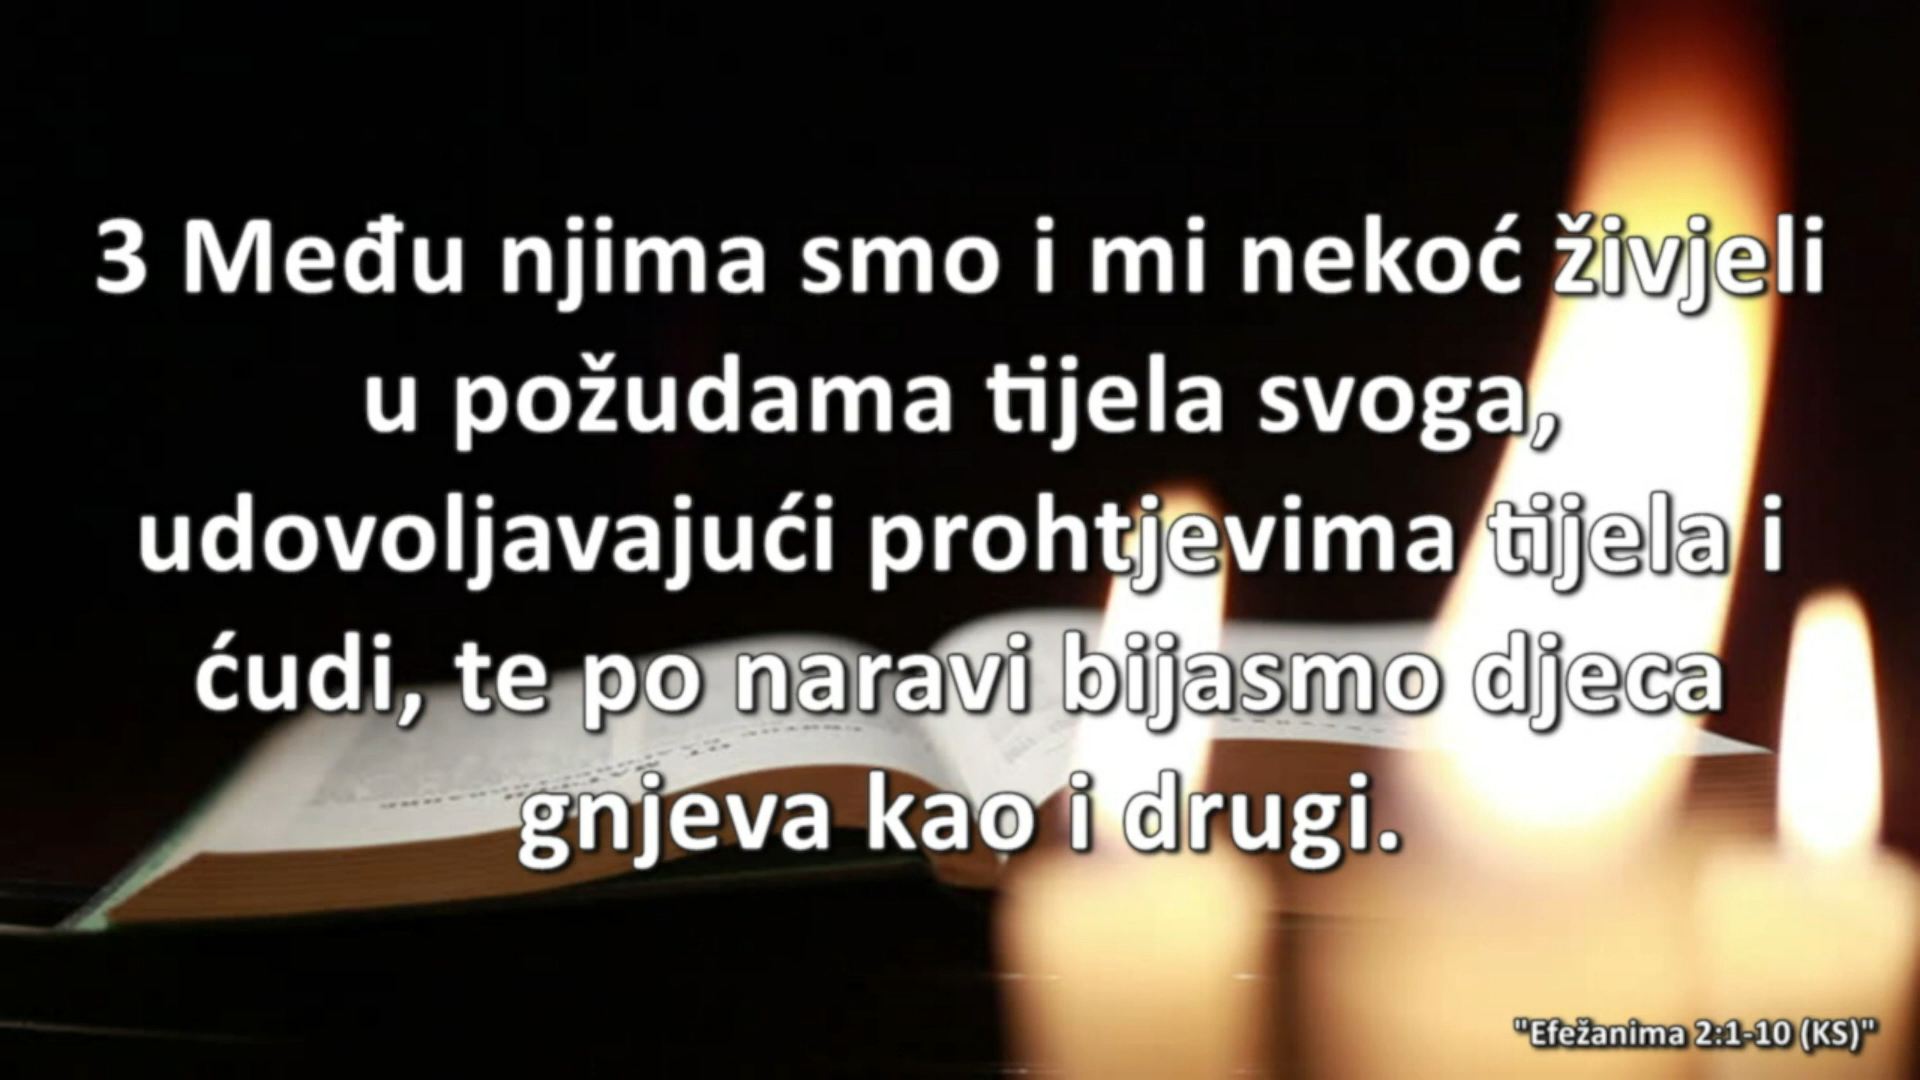 3 Među njima smo i mi nekoć živjeli
u požudama tijela svoga,
udovoljavajući prohtjevima tijela i
ćudi, te po naravi bijasmo djeca
gnjeva kao i drugi.
"Efežanima 2:1-10 (KS)"